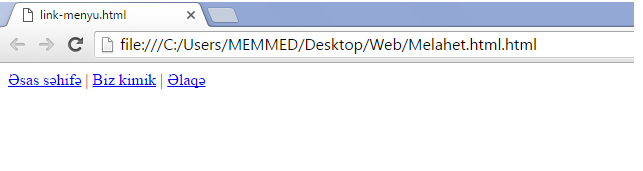 link-menyu.html
file:///C:/Users/MEMMED/Desktop/Web/Melahet.html.html
Əsas səhifə | Biz kimik | Əlaqə